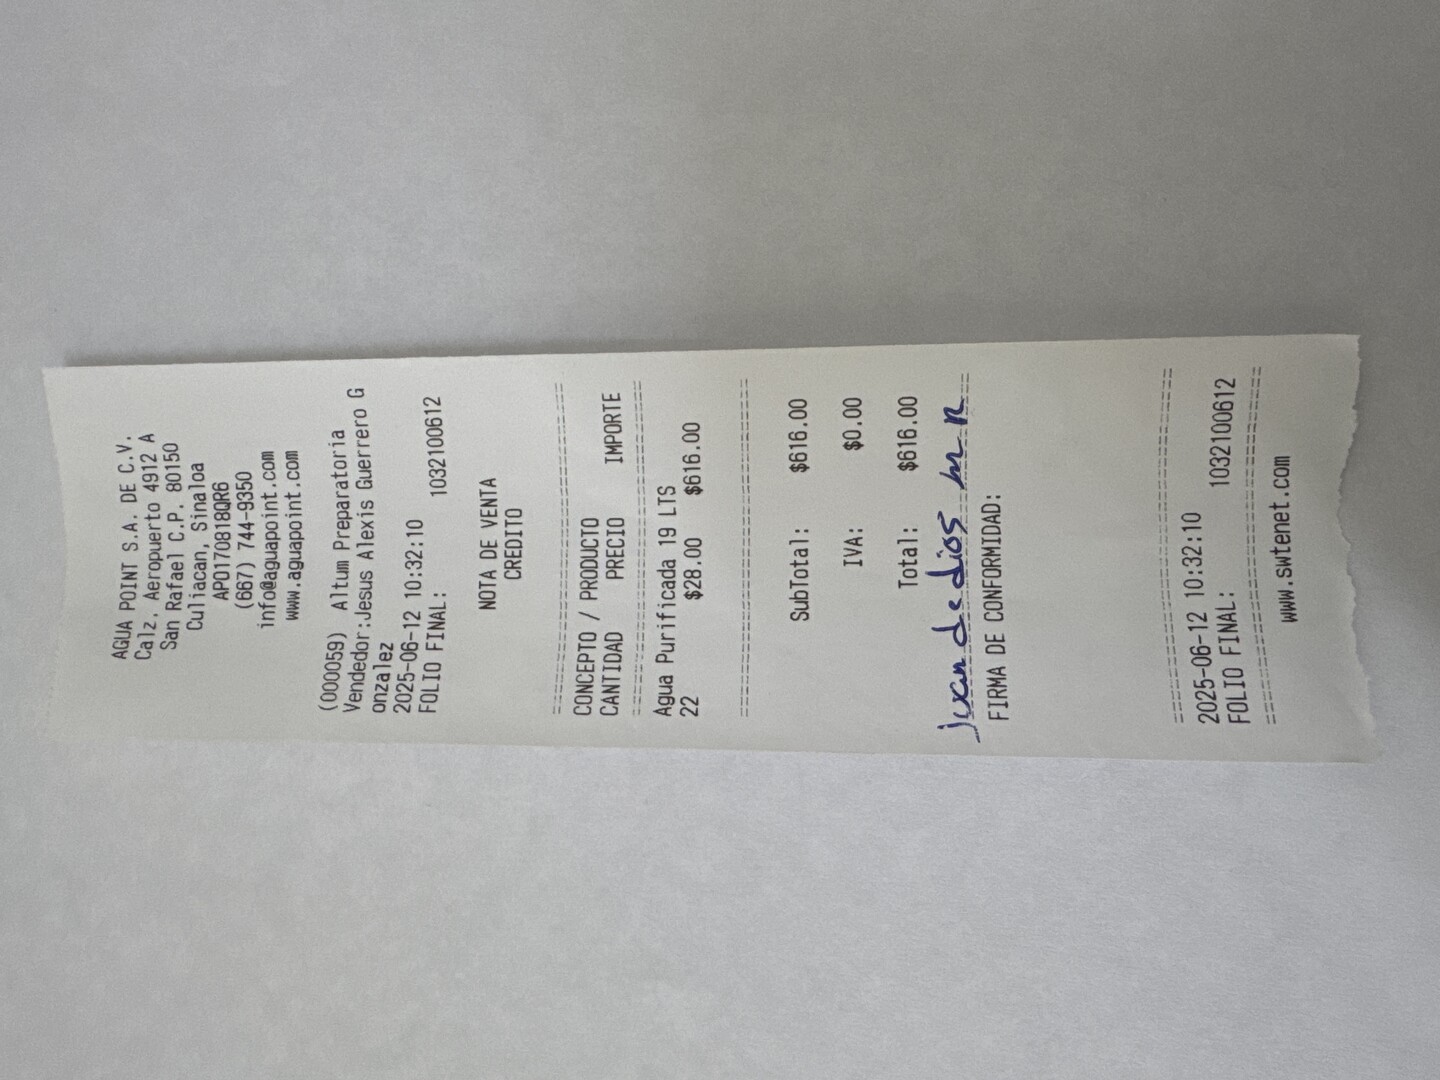 AGUA POINT S.A. DE C.V.
Calz. Aeropuerto 4912 A
San Rafael C.P. 80150
Culiacan, Sinaloa
APO170818QR6
(667) 744-9350
info@aguapoint.com
www.aguapoint.com
(000059) Altum Preparatoria
Vendedor:Jesus Alexis Guerrero G
onzalez
2025-06-12 10:32:10
FOLIO FINAL: 1032100612
NOTA DE VENTA
CREDITO
================================
CONCEPTO / PRODUCTO
CANTIDAD PRECIO IMPORTE
================================
Agua Purificada 19 LTS
22 $28.00 $616.00
================================
SubTotal: $616.00
IVA: $0.00
Total: $616.00
juan de dios m R
FIRMA DE CONFORMIDAD:
================================
2025-06-12 10:32:10
FOLIO FINAL: 1032100612
================================
www.swtenet.com